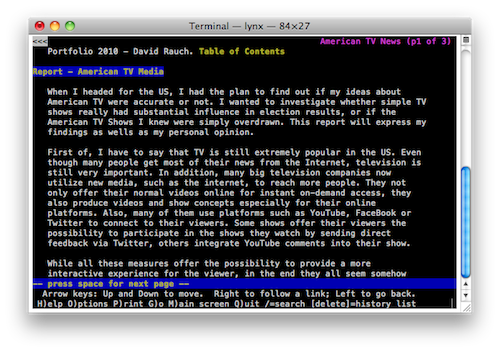 Terminal — lynx — 84×27
<<<
American TV News (p1 of 3)
Portfolio 2010 - David Rauch. Table of Contents
Report - American TV Media
When I headed for the US, I had the plan to find out if my ideas about
American TV were accurate or not. I wanted to investigate whether simple TV
shows really had substantial influence in election results, or if the
American TV Shows I knew were simply overdrawn. This report will express my
findings as wells as my personal opinion.
First of, I have to say that TV is still extremely popular in the US. Even
though many people get most of their news from the Internet, television is
still very important. In addition, many big television companies now
utilize new media, such as the internet, to reach more people. They not
only offer their normal videos online for instant on-demand access, they
also produce videos and show concepts especially for their online
platforms. Also, many of them use platforms such as YouTube, FaceBook or
Twitter to connect to their viewers. Some shows offer their viewers the
possibility to participate in the shows they watch by sending direct
feedback via Twitter, others integrate YouTube comments into their show.
While all these measures offer the possibility to provide a more
interactive experience for the viewer, in the end they all seem somehow
-- press space for next page --
Arrow keys: Up and Down to move. Right to follow a link; Left to go back.
H)elp O)ptions P)rint G)o M)ain screen Q)uit /=search [delete]=history list